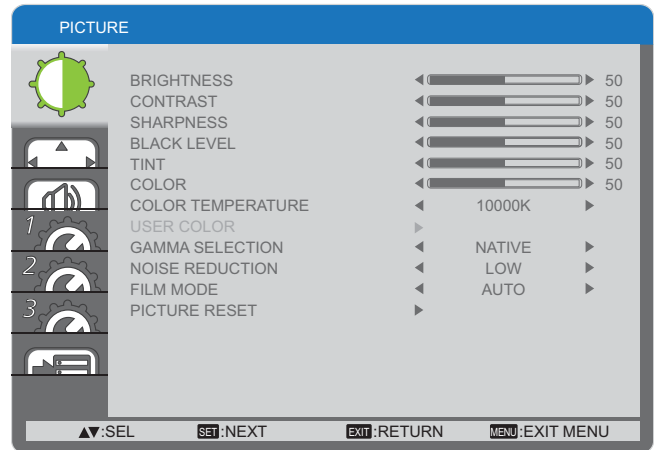 PICTURE
BRIGHTNESS 50
CONTRAST 50
SHARPNESS 50
BLACK LEVEL 50
TINT 50
COLOR 50
COLOR TEMPERATURE 10000K
USER COLOR
GAMMA SELECTION NATIVE
NOISE REDUCTION LOW
FILM MODE AUTO
PICTURE RESET
1
2
3
▲▼:SEL SET:NEXT EXIT:RETURN MENU:EXIT MENU